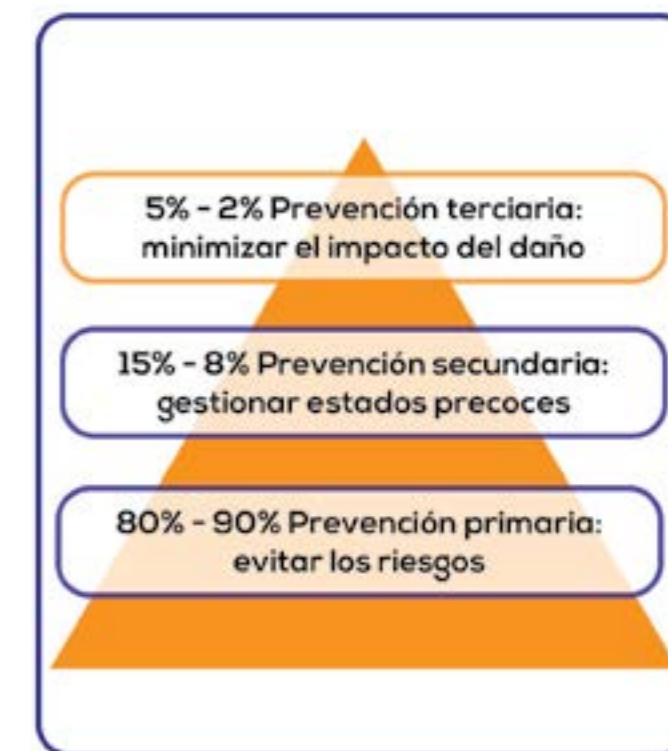 5% - 2% Prevención terciaria:
minimizar el impacto del daño
15% - 8% Prevención secundaria:
gestionar estados precoces
80% - 90% Prevención primaria:
evitar los riesgos